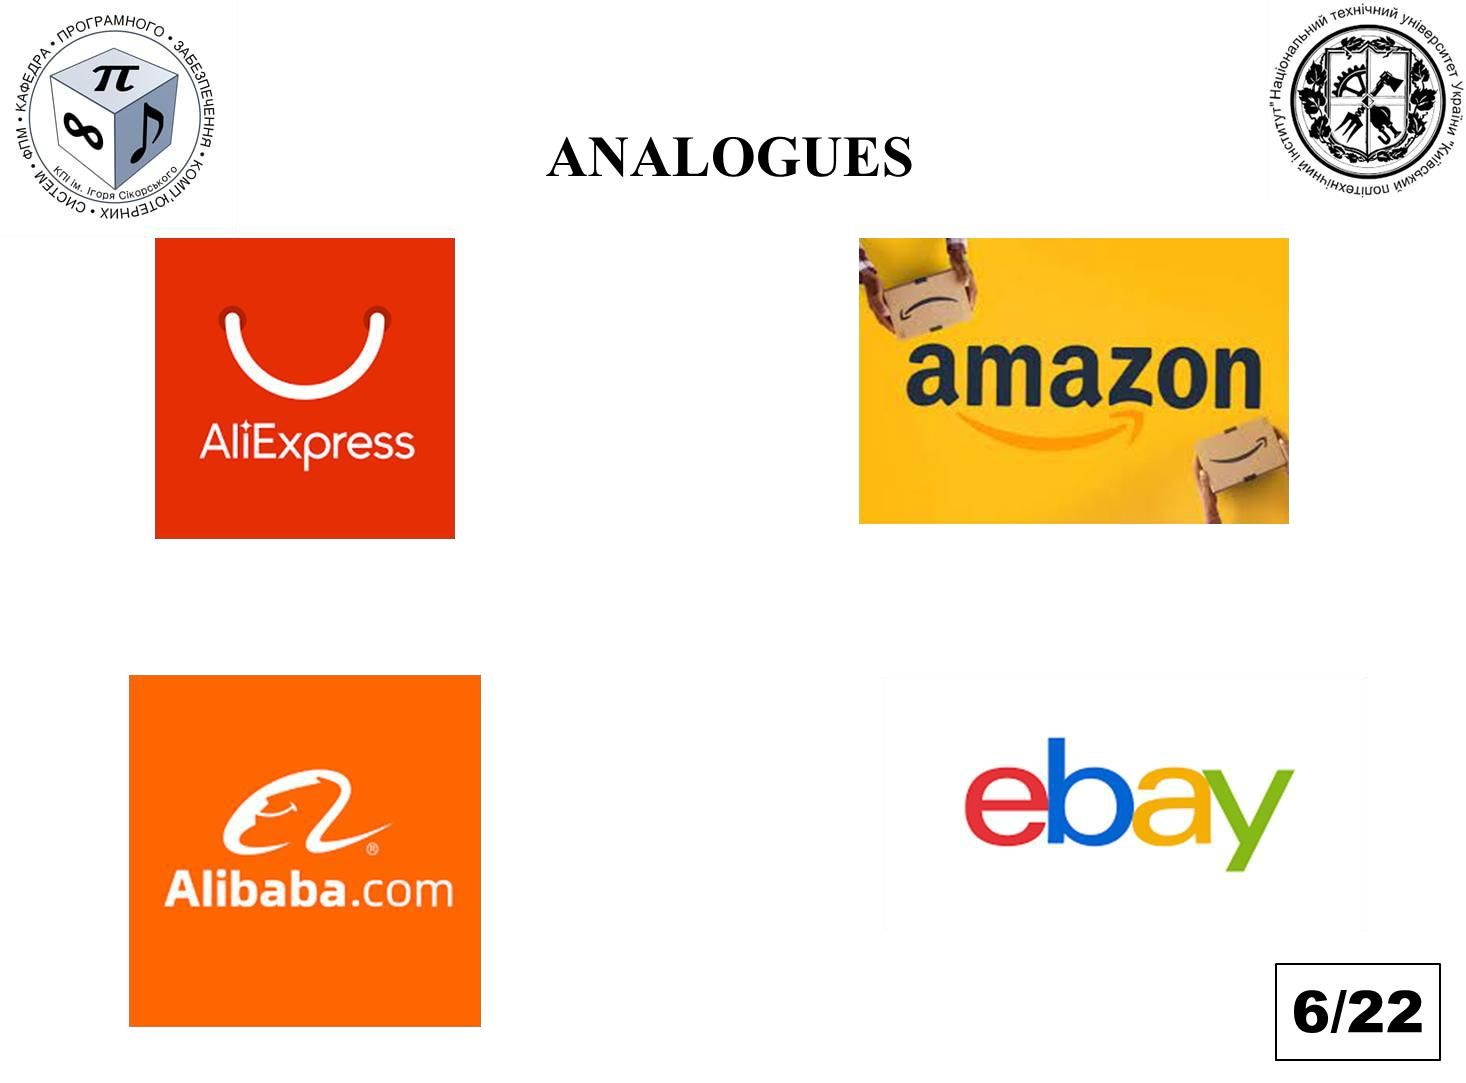 ФПМ • КАФЕДРА • ПРОГРАМНОГО • ЗАБЕЗПЕЧЕННЯ • КОМП'ЮТЕРНИХ • СИСТЕМ •
π
∞
КПІ ім. Ігоря Сікорського
Національний технічний університет України "Київський політехнічний інститут"
ANALOGUES
AliExpress
amazon
Alibaba.com
®
ebay
6/22